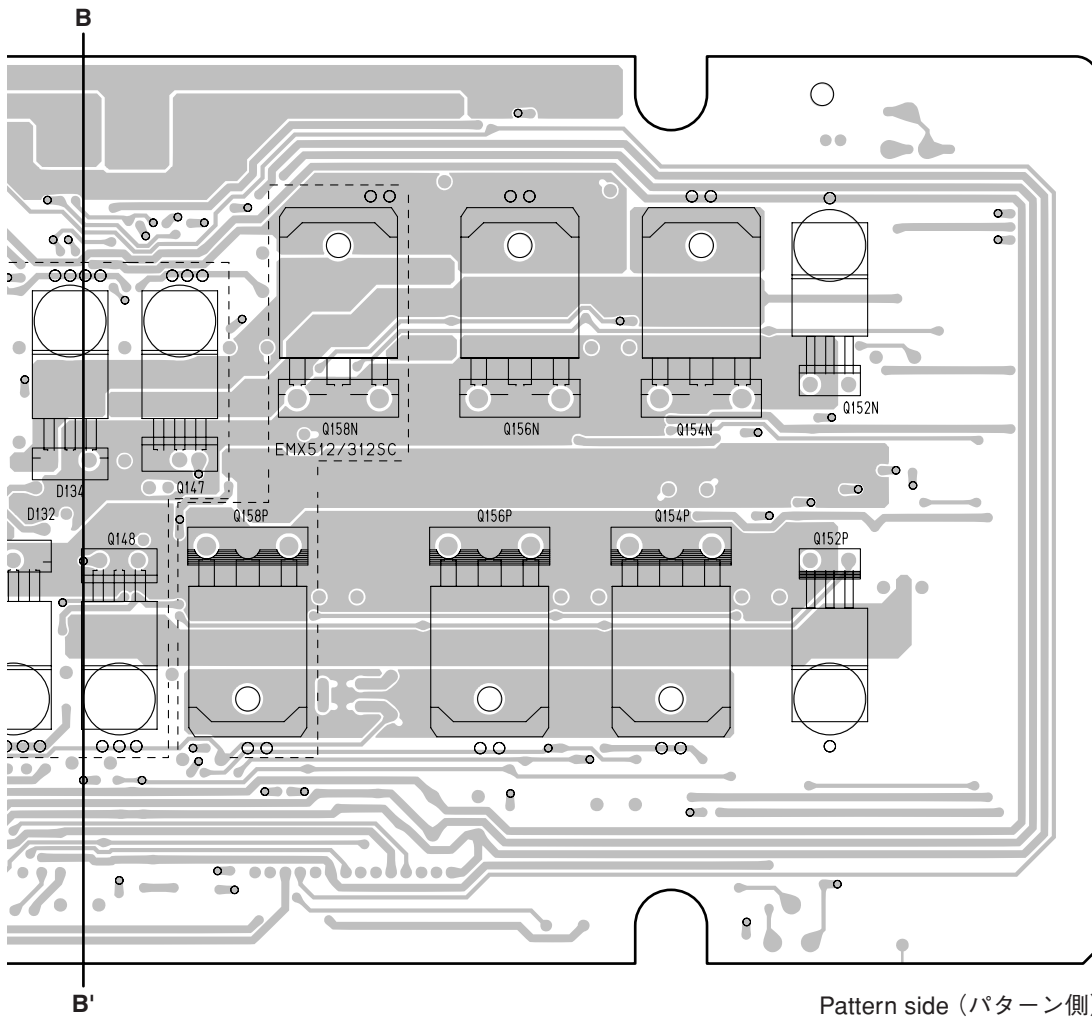 B
Q152N
Q158N
Q156N
Q154N
EMX512/312SC
D134
Q147
D132
Q158P
Q156P
Q154P
Q148
Q152P
B'
Pattern side（パターン側）